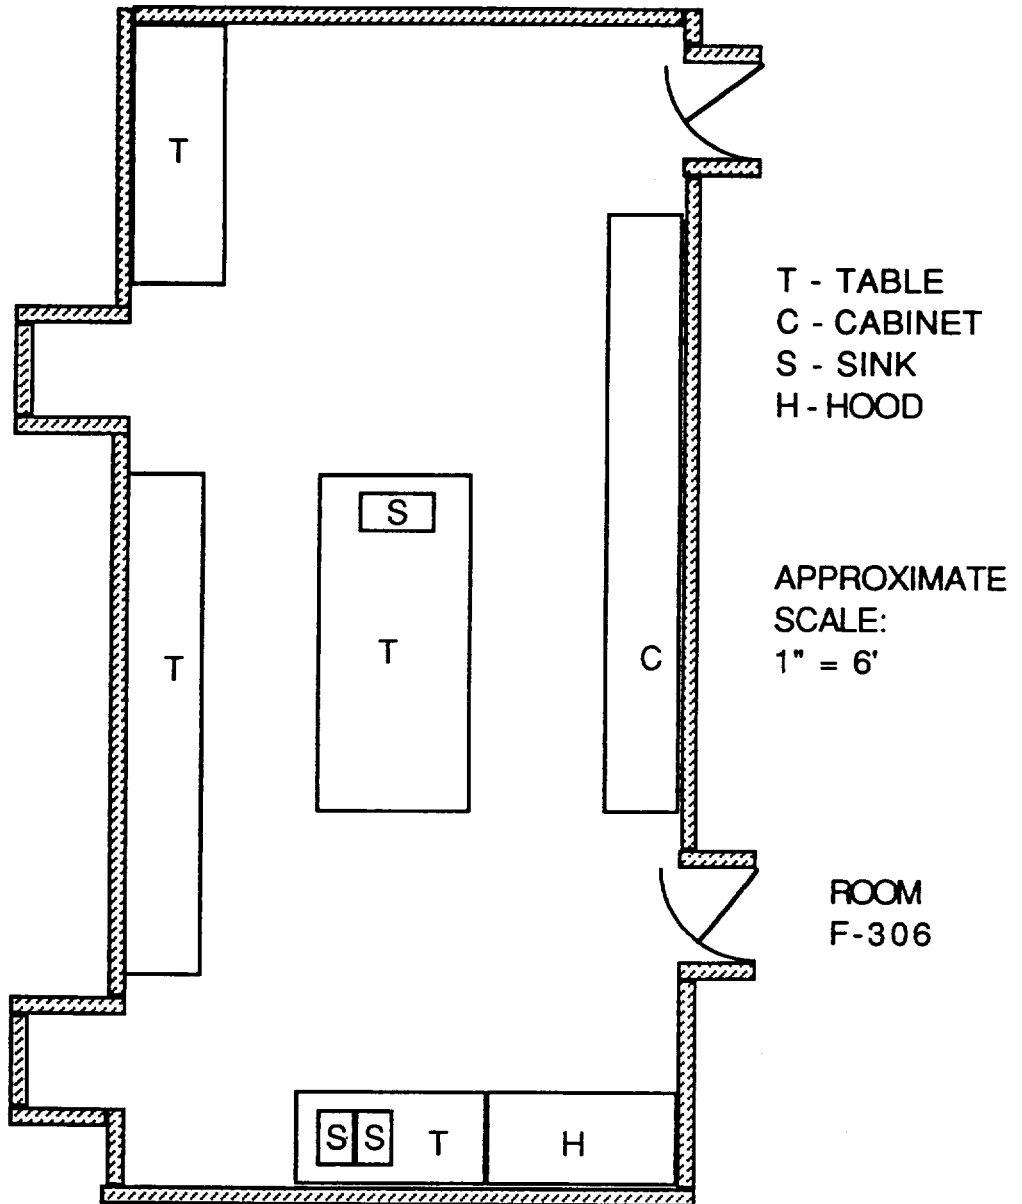 T
T - TABLE
C - CABINET
S - SINK
H - HOOD
S
APPROXIMATE
SCALE:
1" = 6'
T
T
C
ROOM
F-306
S S T H